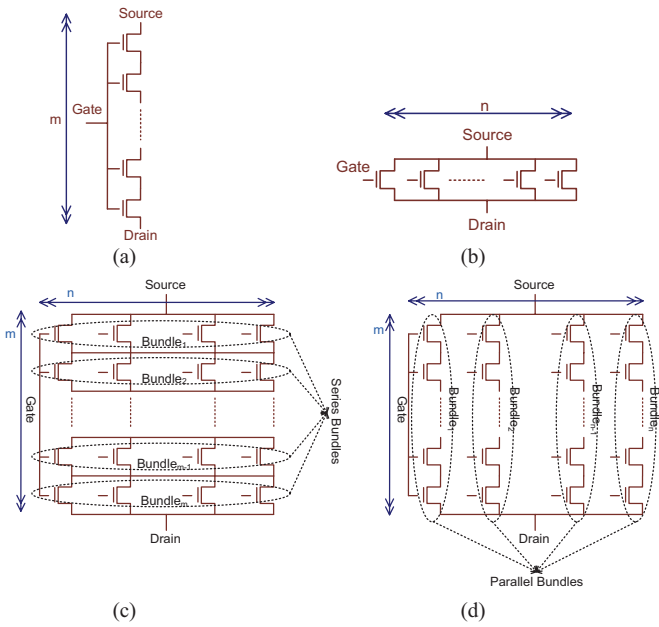 Source
m
Gate
Drain
(a)
n
Source
Gate
Drain
(b)
Source
n
m
Gate
Bundle₁
Bundle₂
Bundleₘ₋₁
Bundleₘ
Series Bundles
Drain
(c)
Source
n
m
Gate
Bundle₁
Bundle₂
Bundleₙ₋₁
Bundleₙ
Drain
Parallel Bundles
(d)